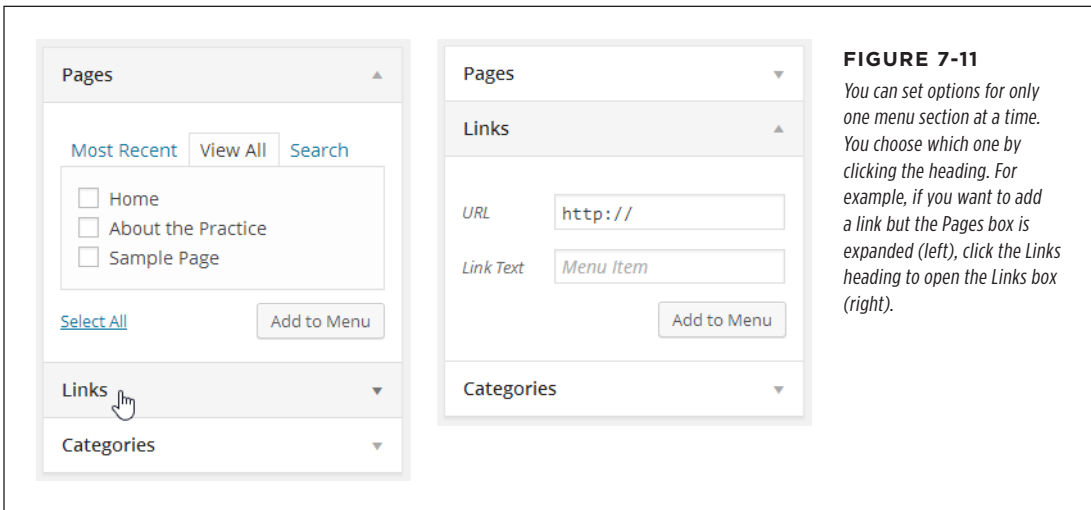 Pages
Most Recent View All Search
Home
About the Practice
Sample Page
Select All Add to Menu
Links
Categories
Pages
Links
URL http://
Link Text Menu Item
Add to Menu
Categories
FIGURE 7-11
You can set options for only
one menu section at a time.
You choose which one by
clicking the heading. For
example, if you want to add
a link but the Pages box is
expanded (left), click the Links
heading to open the Links box
(right).